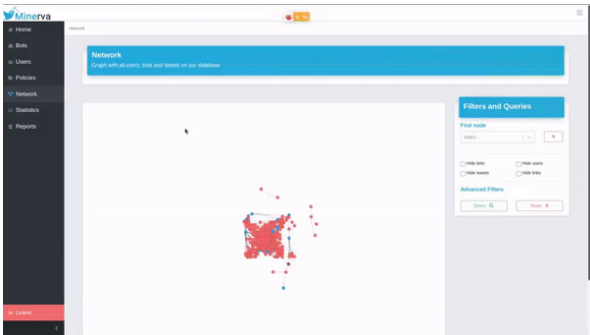 Minerva
Home
Bots
Users
Policies
Network
Statistics
Reports
Leave
Network
Network
Graph with all users, bots and tweets on our database
Filters and Queries
Find node
Select...
Hide bots
Hide users
Hide tweets
Hide links
Advanced Filters
Query
Reset